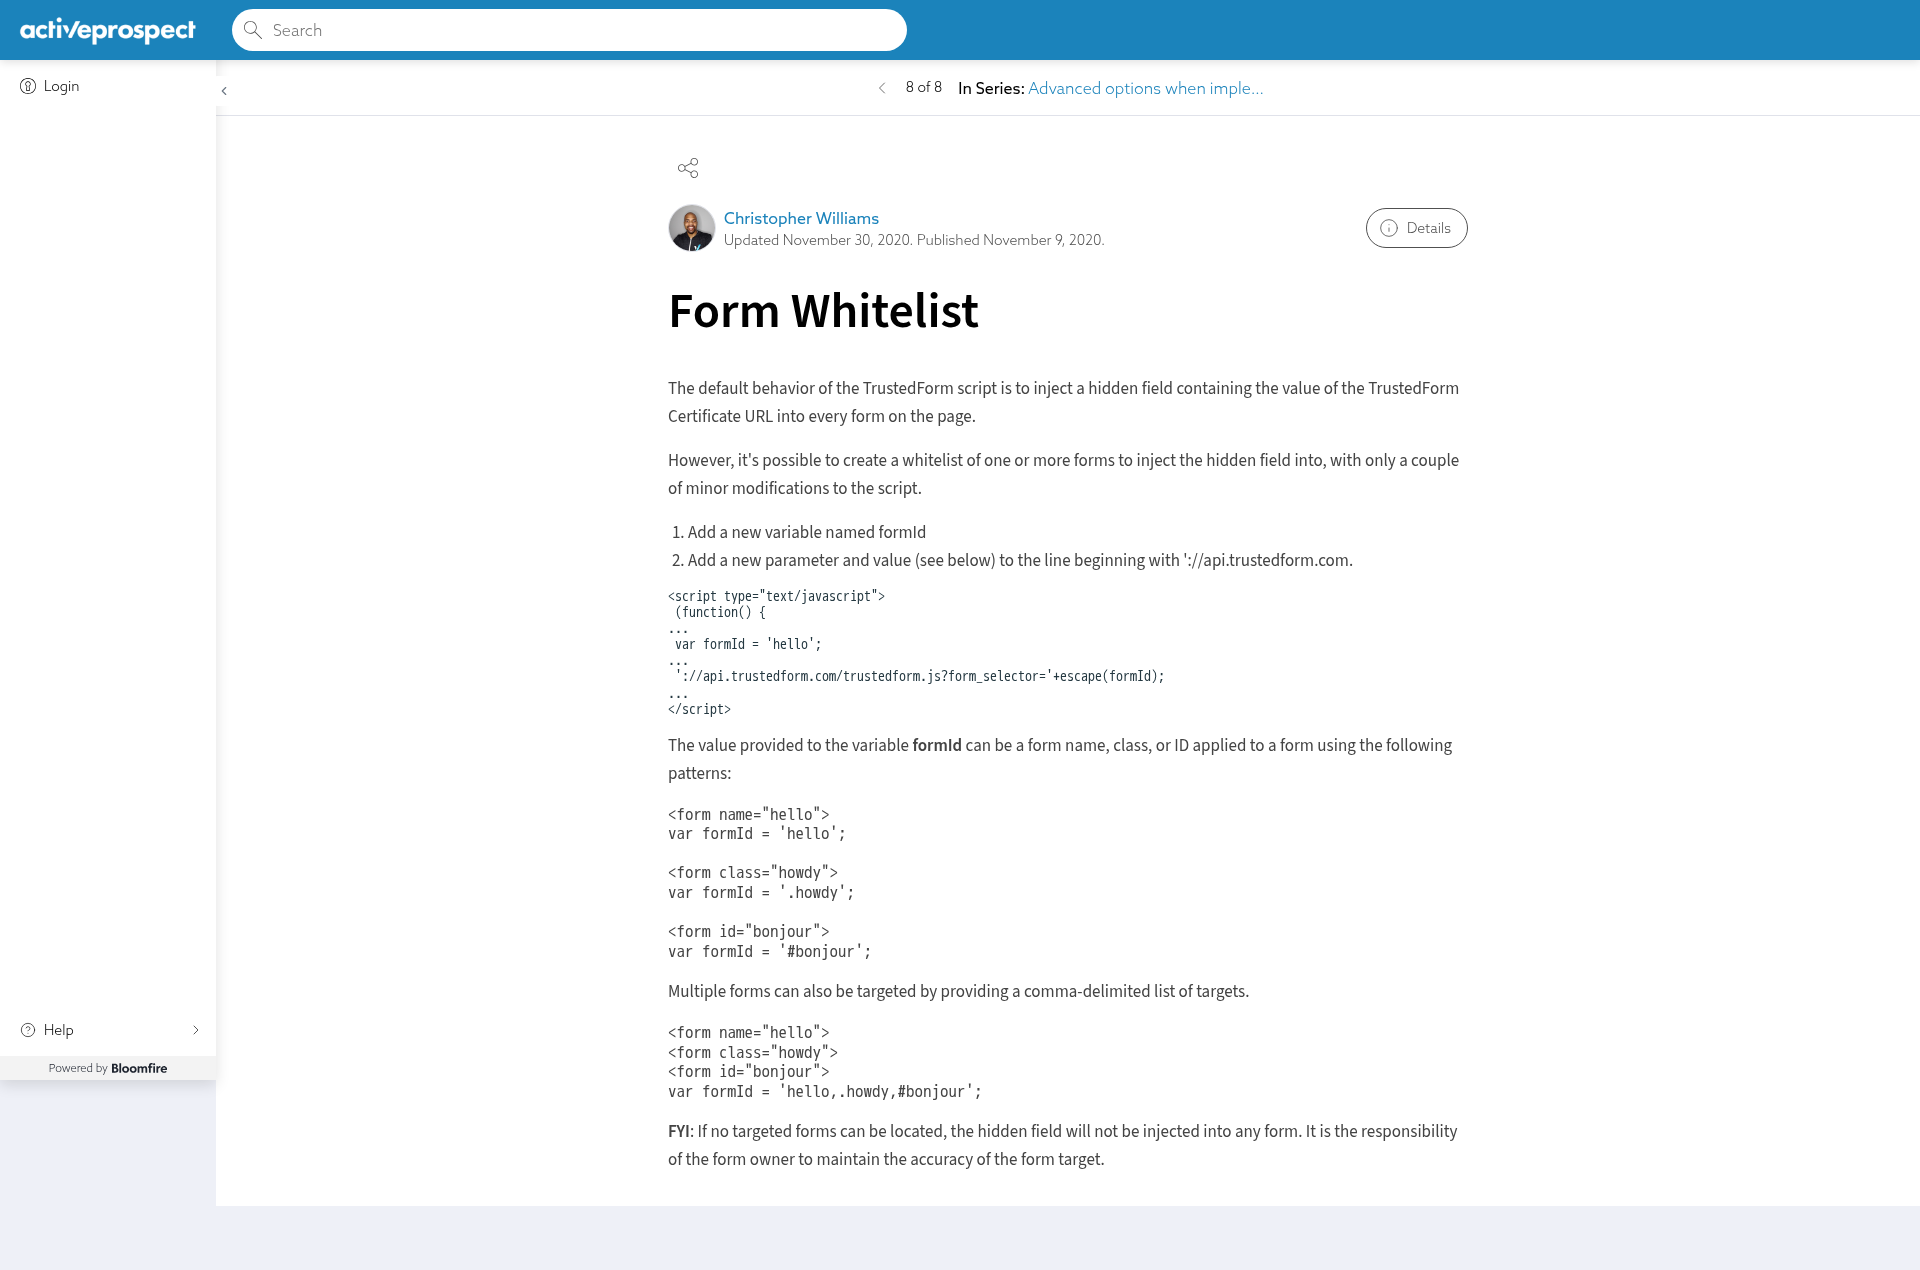 activeprospect
Search
Login
8 of 8 In Series: Advanced options when imple...
Christopher Williams
Updated November 30, 2020. Published November 9, 2020.
Details
Form Whitelist
The default behavior of the TrustedForm script is to inject a hidden field containing the value of the TrustedForm
Certificate URL into every form on the page.
However, it's possible to create a whitelist of one or more forms to inject the hidden field into, with only a couple
of minor modifications to the script.
1. Add a new variable named formId
2. Add a new parameter and value (see below) to the line beginning with '://api.trustedform.com.
<script type="text/javascript">
(function() {
...
var formId = 'hello';
...
'://api.trustedform.com/trustedform.js?form_selector='+escape(formId);
...
</script>
The value provided to the variable formId can be a form name, class, or ID applied to a form using the following
patterns:
<form name="hello">
var formId = 'hello';
<form class="howdy">
var formId = '.howdy';
<form id="bonjour">
var formId = '#bonjour';
Multiple forms can also be targeted by providing a comma-delimited list of targets.
<form name="hello">
<form class="howdy">
<form id="bonjour">
var formId = 'hello,.howdy,#bonjour';
FYI: If no targeted forms can be located, the hidden field will not be injected into any form. It is the responsibility
of the form owner to maintain the accuracy of the form target.
Help
Powered by Bloomfire